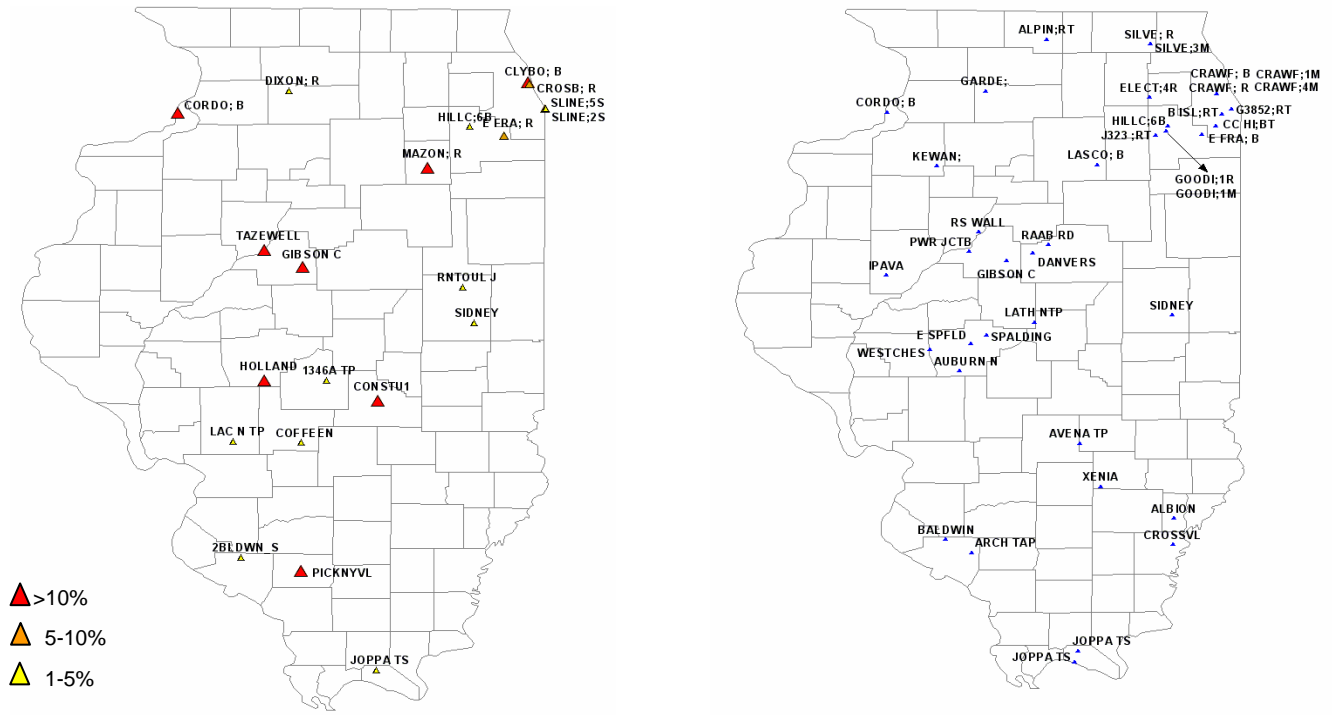 CLYBO; B
DIXON; R
CROSB; R
CORDO; B
SLINE;5S
HILLC;6B
SLINE;2S
E ERA; R
MAZON; R
TAZEWELL
GIBSON C
RNTOUL J
SIDNEY
HOLLAND
1346A TP
CONSTU1
LAC N TP
COFFEEN
2BLDWN S
PICKNYVL
JOPPA TS
>10%
5-10%
1-5%
ALPIN;RT
SILVE; R
SILVE;3M
CRAWF; B
CRAWF;1M
GARDE;
ELECT;4R
CRAWF; R
CRAWF;4M
CORDO; B
B ISL;RT
G3852;RT
HILLC;6B
CC HI;BT
J323 ;RT
E FRA; B
KEWAN;
LASCO; B
GOODI;1R
GOODI;1M
RS WALL
PWR JCTB
RAAB RD
DANVERS
IPAVA
GIBSON C
LATH NTP
SIDNEY
E SPFLD
SPALDING
WESTCHES
AUBURN N
AVENA TP
XENIA
ALBION
BALDWIN
CROSSVL
ARCH TAP
JOPPA TS
JOPPA TS